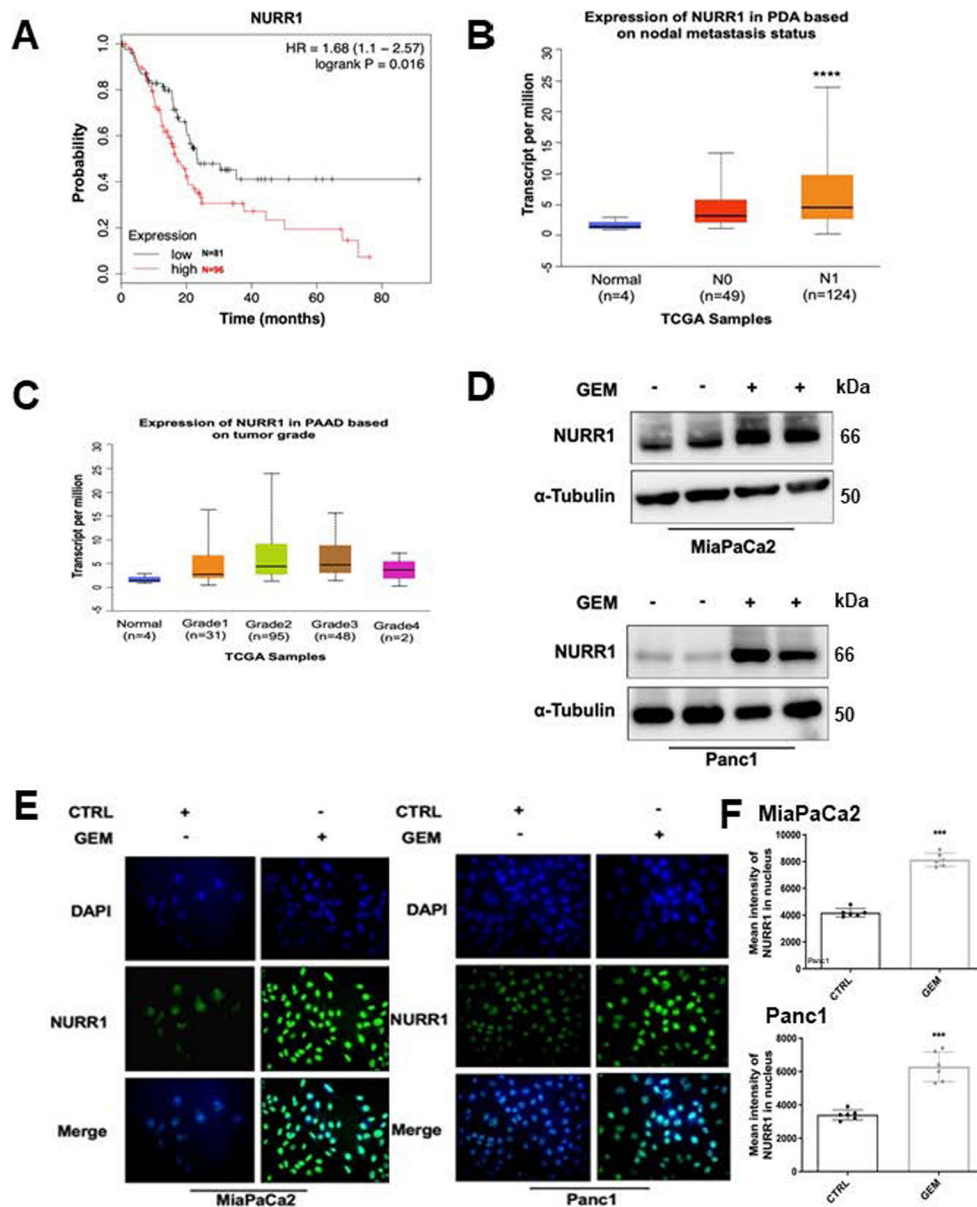 A
NURR1
HR = 1.68 (1.1 − 2.57)
logrank P = 0.016
Probability
1.0
0.8
0.6
0.4
0.2
0.0
Expression
low N=81
high N=96
0 20 40 60 80
Time (months)
B
Expression of NURR1 in PDA based
on nodal metastasis status
Transcript per million
25
20
15
10
5
0
-5
****
Normal
(n=4)
N0
(n=49)
N1
(n=124)
TCGA Samples
C
Expression of NURR1 in PAAD based
on tumor grade
Transcript per million
30
25
20
15
10
5
0
-5
Normal
(n=4)
Grade1
(n=31)
Grade2
(n=95)
Grade3
(n=48)
Grade4
(n=2)
TCGA Samples
D
GEM - - + + kDa
NURR1 66
α-Tubulin 50
MiaPaCa2
GEM - - + + kDa
NURR1 66
α-Tubulin 50
Panc1
E
CTRL + -
GEM - +
DAPI
NURR1
Merge
MiaPaCa2
CTRL + -
GEM - +
DAPI
NURR1
Merge
Panc1
F
MiaPaCa2
Mean intensity of
NURR1 in nucleus
10000
8000
6000
4000
2000
0
***
Panc1
CTRL
GEM
Panc1
Mean intensity of
NURR1 in nucleus
8000
6000
4000
2000
0
***
CTRL
GEM